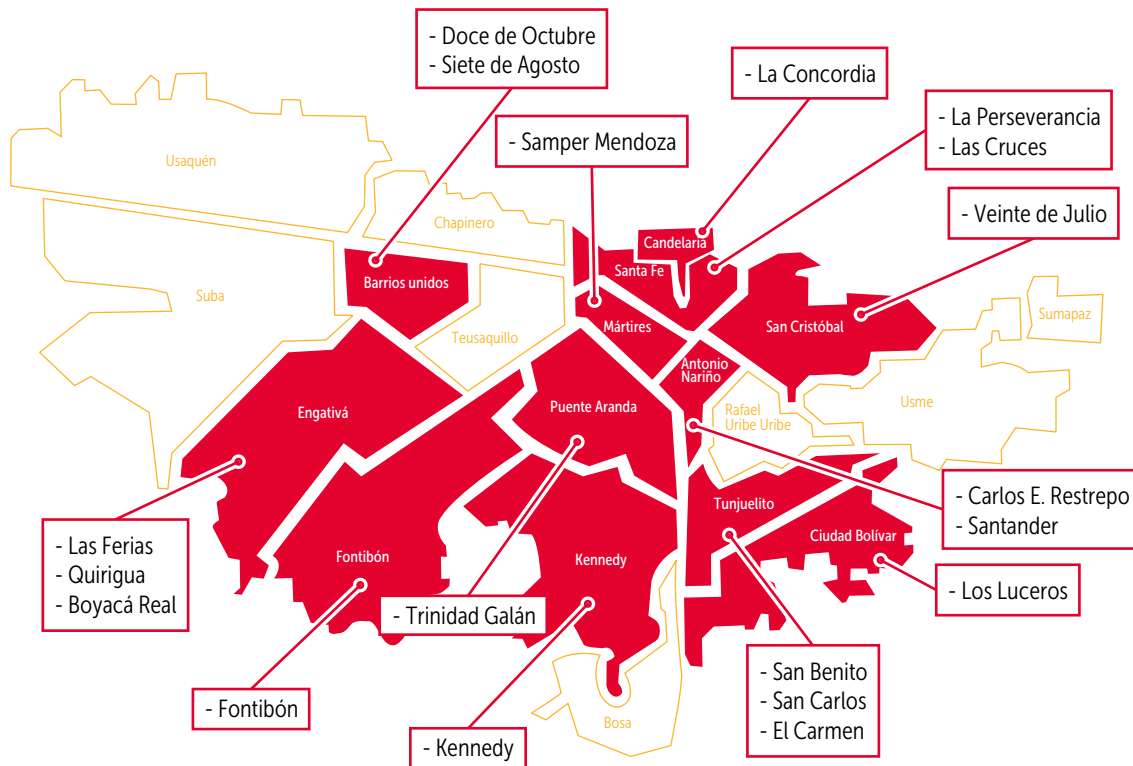 - Doce de Octubre
- Siete de Agosto
- La Concordia
- La Perseverancia
- Las Cruces
- Samper Mendoza
- Veinte de Julio
Usaquén
Chapinero
Candelaria
Santa Fe
Barrios unidos
Suba
Teusaquillo
Mártires
San Cristóbal
Sumapaz
Antonio
Nariño
Engativá
Puente Aranda
Rafael
Uribe Uribe
Usme
Tunjuelito
Ciudad Bolívar
Fontibón
Kennedy
Bosa
- Carlos E. Restrepo
- Santander
- Las Ferias
- Quirigua
- Boyacá Real
- Trinidad Galán
- Los Luceros
- San Benito
- San Carlos
- El Carmen
- Fontibón
- Kennedy